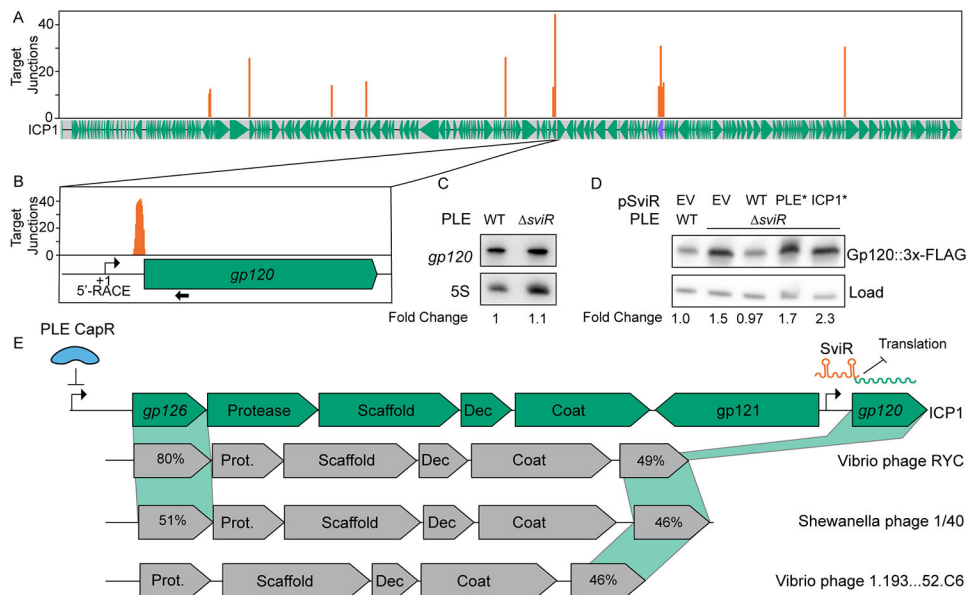 A
Target
Junctions
40
20
0
ICP1
B
Target
Junctions
40
20
0
+1
5'-RACE
gp120
C
PLE WT ΔsviR
gp120
5S
Fold Change 1 1.1
D
pSviR EV EV WT PLE* ICP1*
PLE WT ΔsviR
Gp120::3x-FLAG
Load
Fold Change 1.0 1.5 0.97 1.7 2.3
E
PLE CapR
SviR
Translation
gp126 Protease Scaffold Dec Coat gp121 gp120 ICP1
80% Prot. Scaffold Dec Coat 49% Vibrio phage RYC
51% Prot. Scaffold Dec Coat 46% Shewanella phage 1/40
Prot. Scaffold Dec Coat 46% Vibrio phage 1.193...52.C6